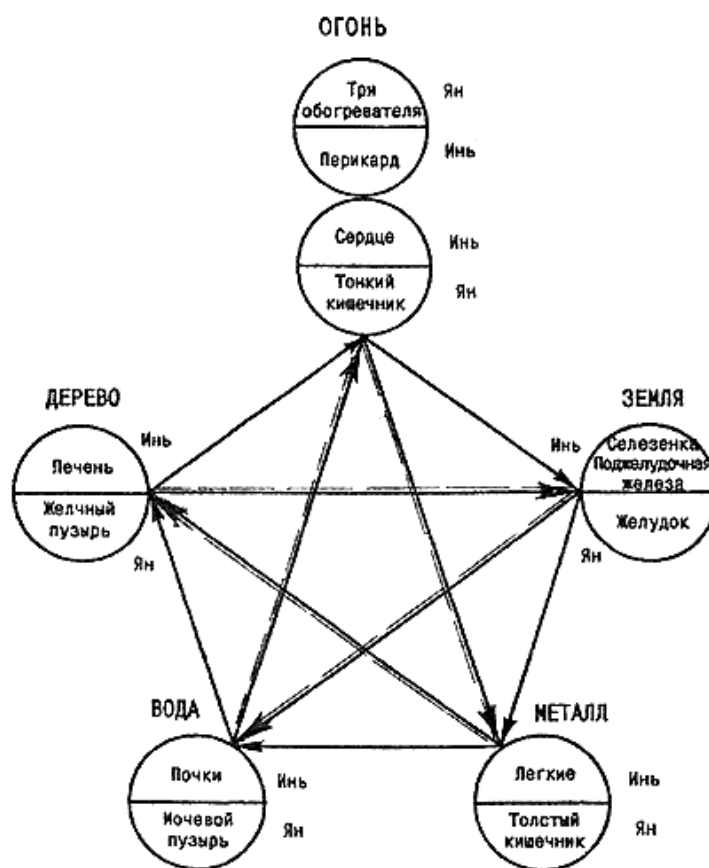 ОГОНЬ
Три
обогревателя
Ян
Перикард
Инь
Сердце
Инь
Тонкий
кишечник
Ян
ДЕРЕВО
ЗЕМЛЯ
Инь
Печень
Желчный
пузырь
Ян
Инь
Селезенка
Поджелудочная
железа
Желудок
Ян
ВОДА
МЕТАЛЛ
Почки
Инь
Мочевой
пузырь
Ян
Легкие
Инь
Толстый
кишечник
Ян